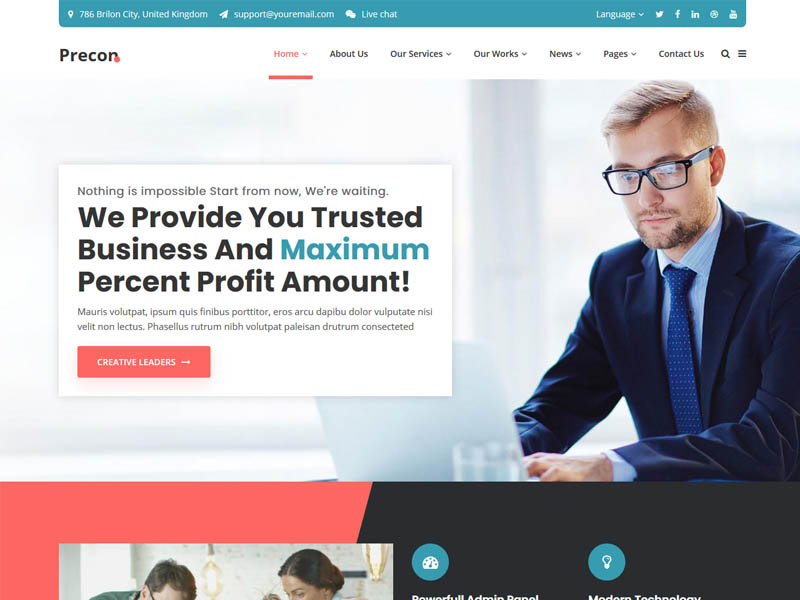 786 Brilon City, United Kingdom support@youremail.com Live chat Language
Precon
Home About Us Our Services Our Works News Pages Contact Us
Nothing is impossible Start from now, We're waiting.
We Provide You Trusted
Business And Maximum
Percent Profit Amount!
Mauris volutpat, ipsum quis finibus porttitor, eros arcu dapibu dolor vulputate nisi
velit non lectus. Phasellus rutrum nibh volutpat paleisan drutrum consecteted
CREATIVE LEADERS
Powerfull Admin Panel Modern Technology